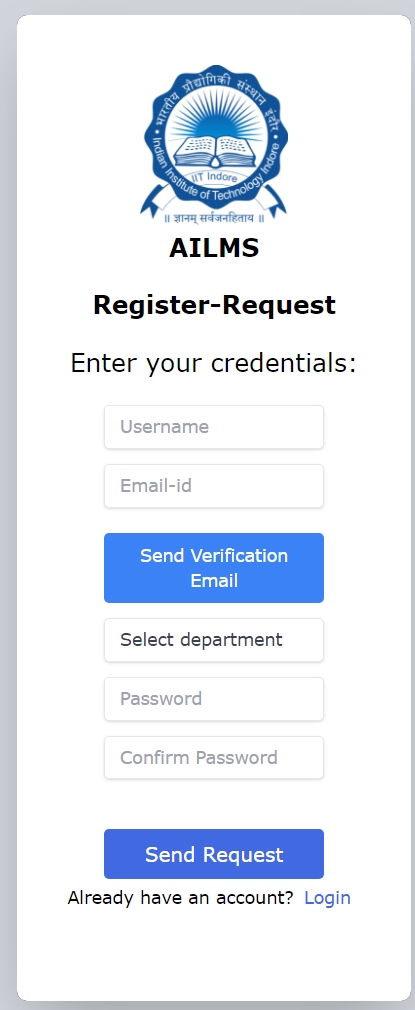 भारतीय प्रौद्योगिकी संस्थान इंदौर
IIT Indore
Indian Institute of Technology Indore
॥ ज्ञानम् सर्वजनहिताय ॥
AILMS
Register-Request
Enter your credentials:
Username
Email-id
Send Verification
Email
Select department
Password
Confirm Password
Send Request
Already have an account? Login